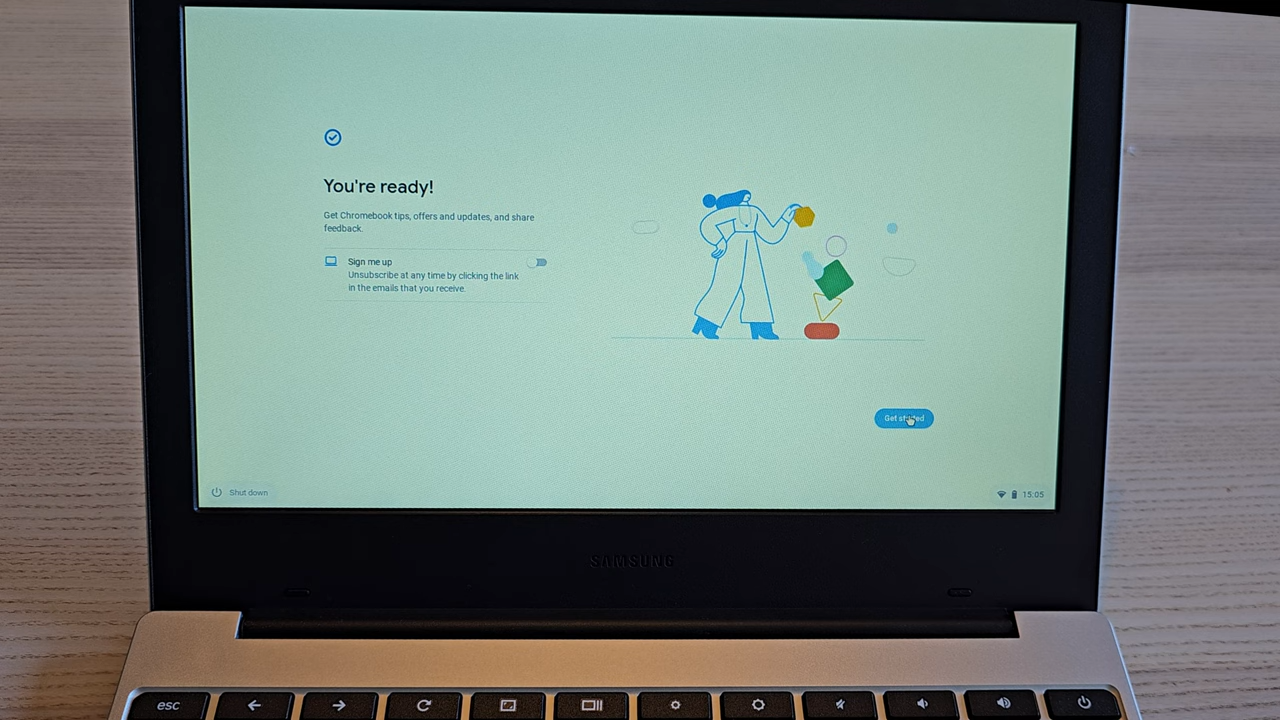 You're ready!
Get Chromebook tips, offers and updates, and share
feedback.
Sign me up
Unsubscribe at any time by clicking the link
in the emails that you receive.
Get started
Shut down
15:05
SAMSUNG
esc